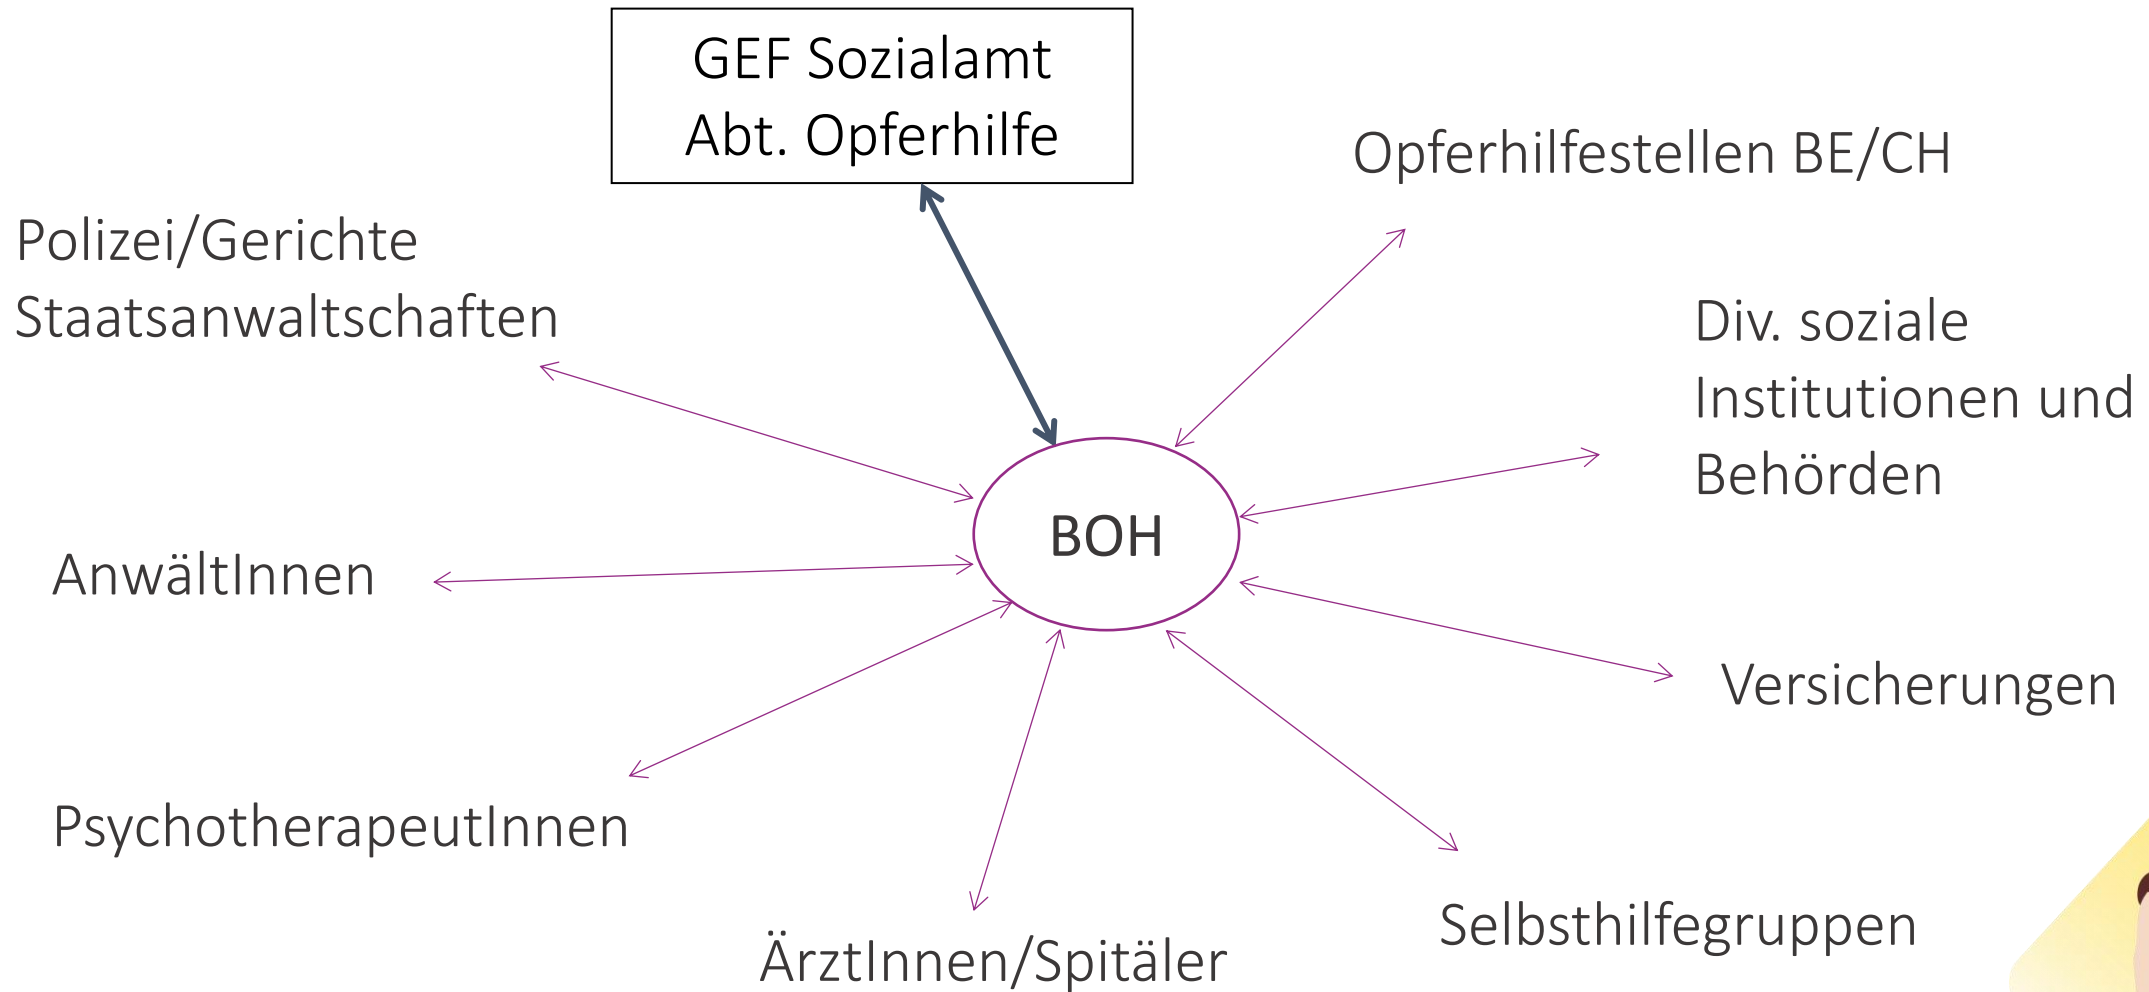 GEF Sozialamt
Abt. Opferhilfe
Opferhilfestellen BE/CH
Polizei/Gerichte
Staatsanwaltschaften
Div. soziale
Institutionen und
Behörden
BOH
AnwältInnen
Versicherungen
PsychotherapeutInnen
Selbsthilfegruppen
ÄrztInnen/Spitäler